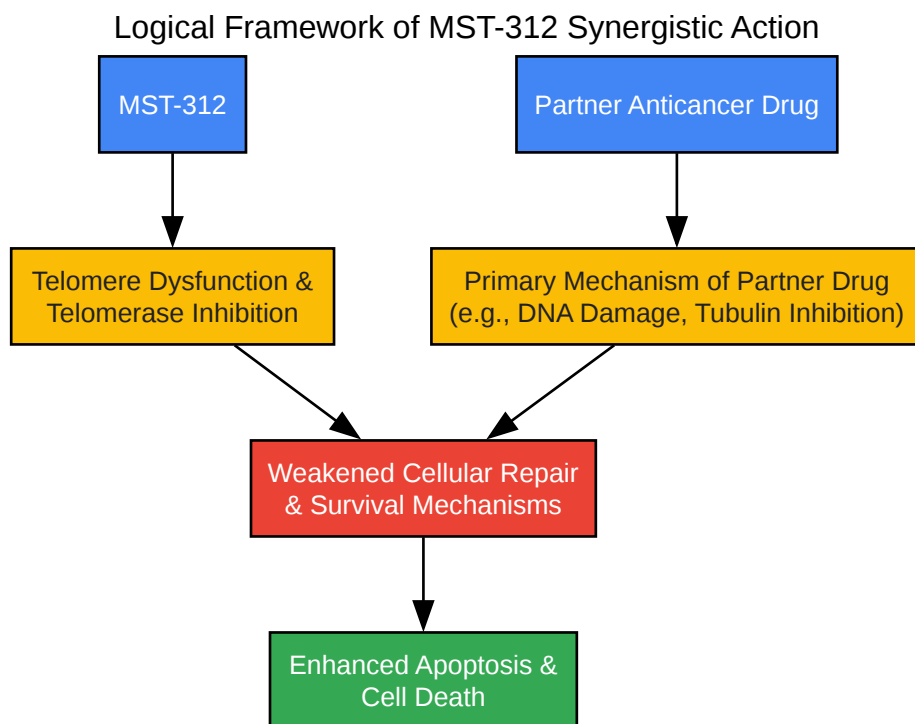 Logical Framework of MST-312 Synergistic Action
MST-312
Partner Anticancer Drug
Telomere Dysfunction &
Telomerase Inhibition
Primary Mechanism of Partner Drug
(e.g., DNA Damage, Tubulin Inhibition)
Weakened Cellular Repair
& Survival Mechanisms
Enhanced Apoptosis &
Cell Death